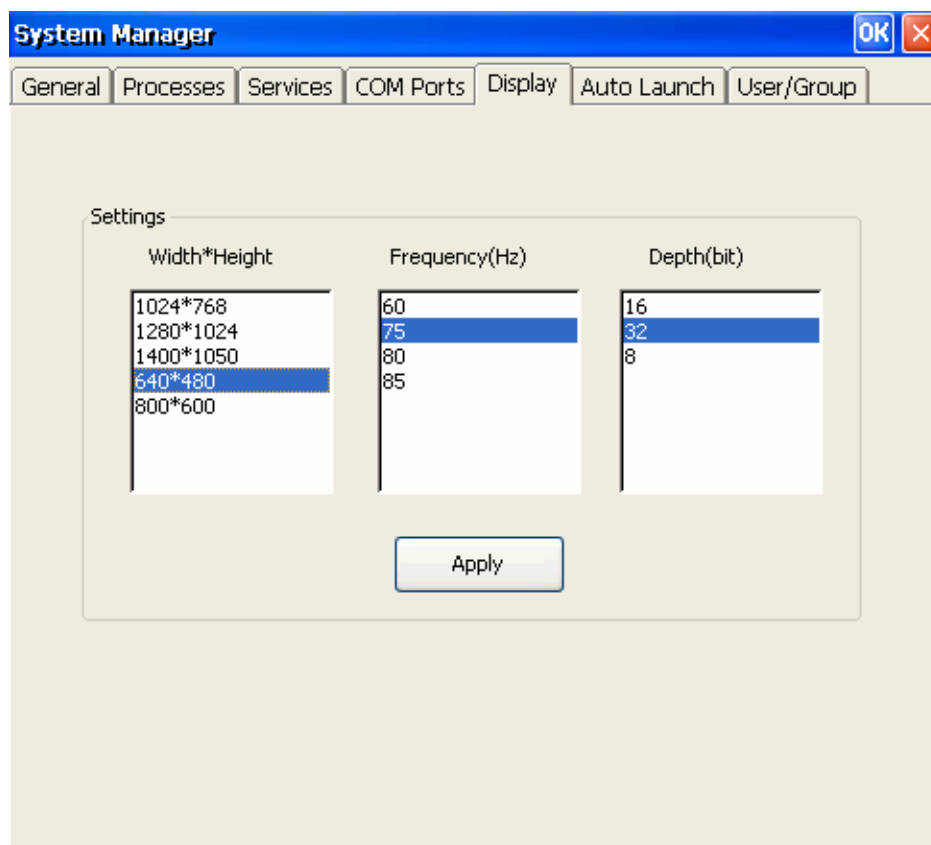 System Manager OK
General Processes Services COM Ports Display Auto Launch User/Group
Settings
Width*Height Frequency(Hz) Depth(bit)
1024*768 60 16
1280*1024 75 32
1400*1050 80 8
640*480 85
800*600
Apply